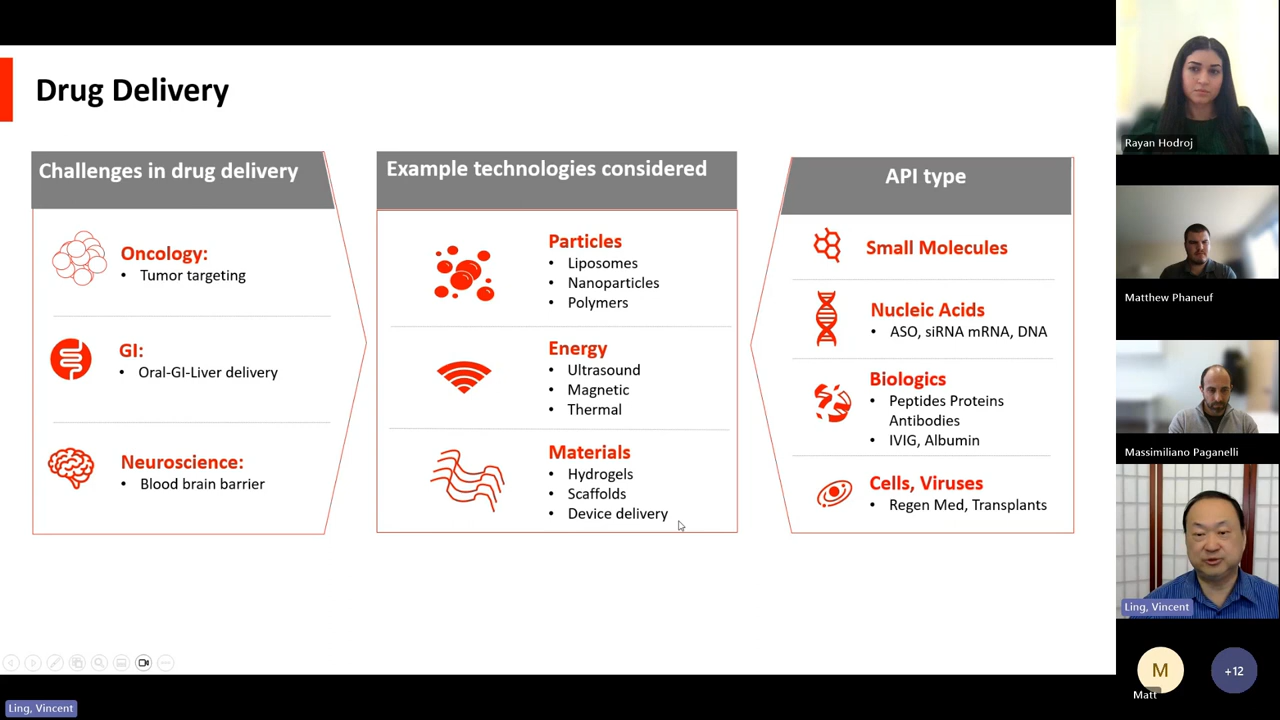 Drug Delivery
Challenges in drug delivery
Oncology:
• Tumor targeting
GI:
• Oral-GI-Liver delivery
Neuroscience:
• Blood brain barrier
Example technologies considered
Particles
• Liposomes
• Nanoparticles
• Polymers
Energy
• Ultrasound
• Magnetic
• Thermal
Materials
• Hydrogels
• Scaffolds
• Device delivery
API type
Small Molecules
Nucleic Acids
• ASO, siRNA mRNA, DNA
Biologics
• Peptides Proteins
Antibodies
• IVIG, Albumin
Cells, Viruses
• Regen Med, Transplants
Rayan Hodroj
Matthew Phaneuf
Massimiliano Paganelli
Ling, Vincent
M
Matt
+12
Ling, Vincent